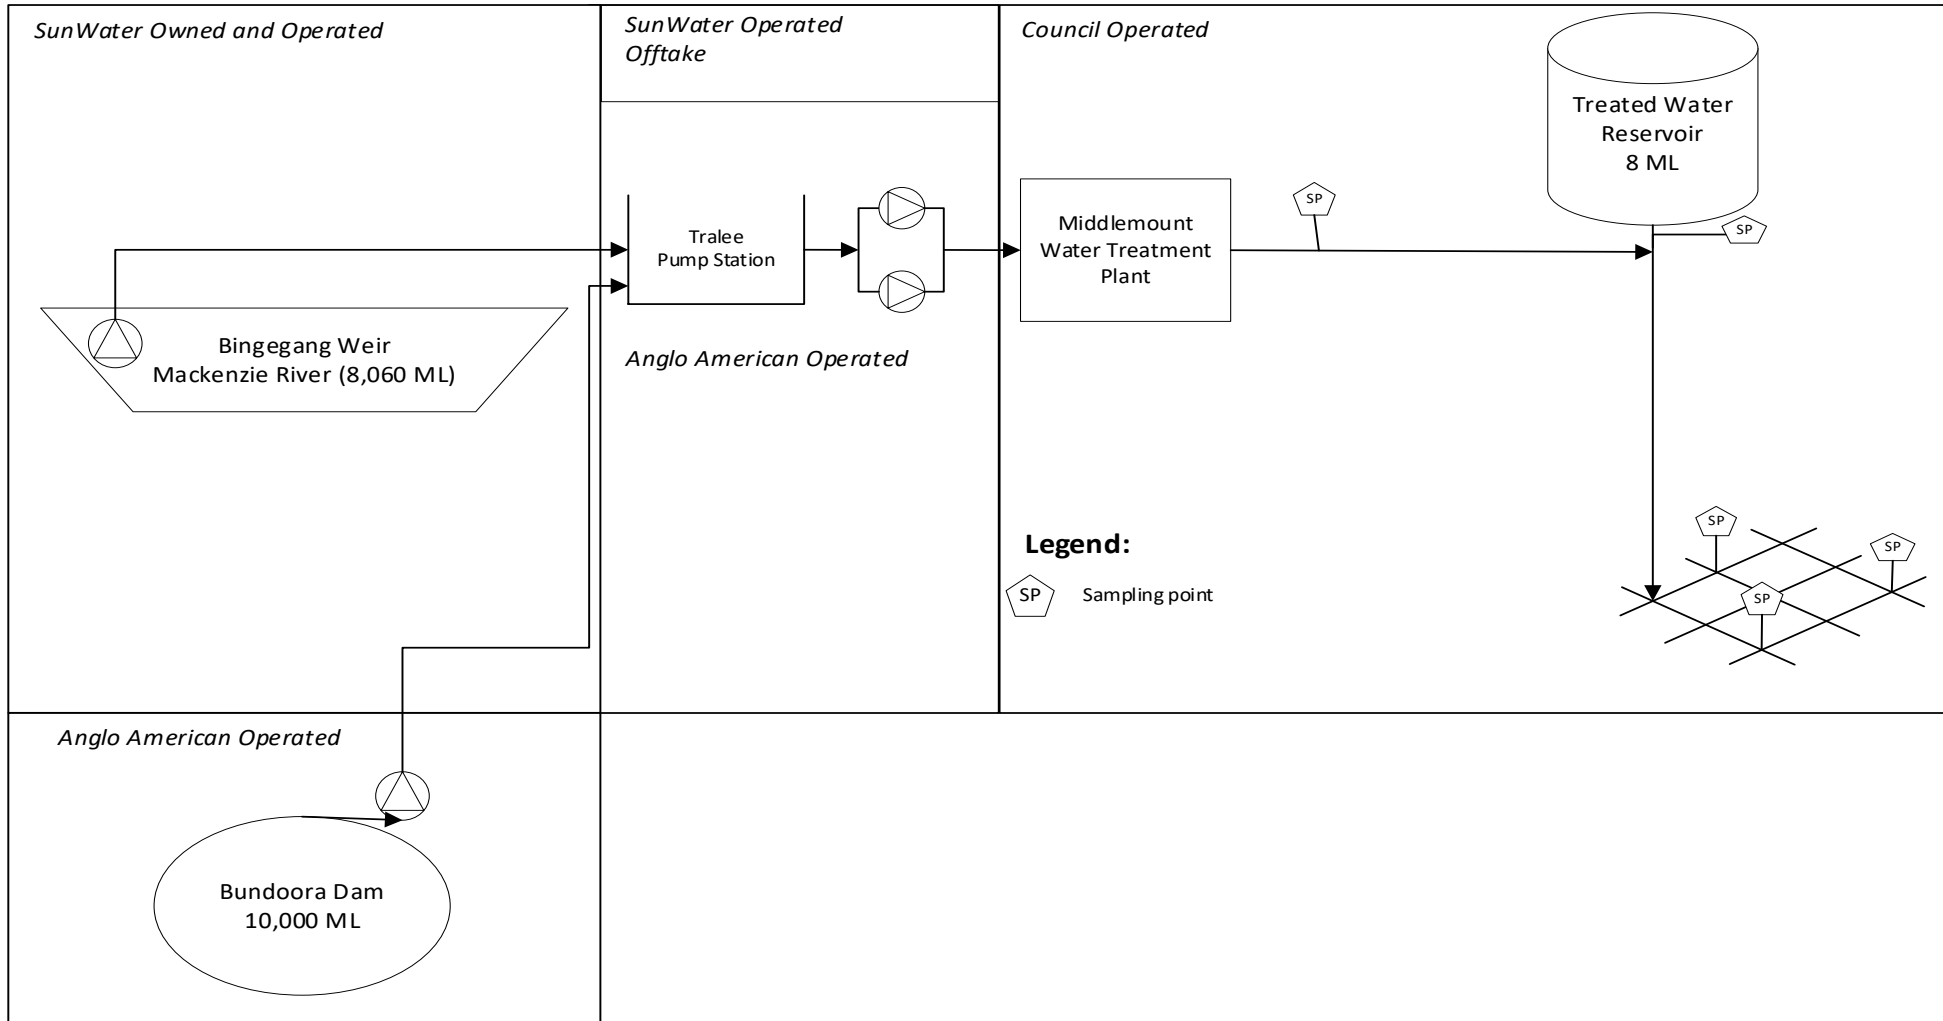 SunWater Owned and Operated
SunWater Operated
Offtake
Council Operated
Treated Water
Reservoir
8 ML
SP
SP
Tralee
Pump Station
Middlemount
Water Treatment
Plant
Bingegang Weir
Mackenzie River (8,060 ML)
Anglo American Operated
Legend:
SP Sampling point
SP
SP
SP
Anglo American Operated
Bundoora Dam
10,000 ML